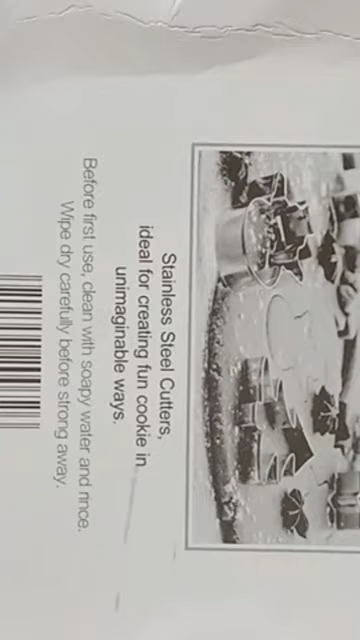 Stainless Steel Cutters,
ideal for creating fun cookie in
unimaginable ways.
Before first use, clean with soapy water and rince.
Wipe dry carefully before strong away.